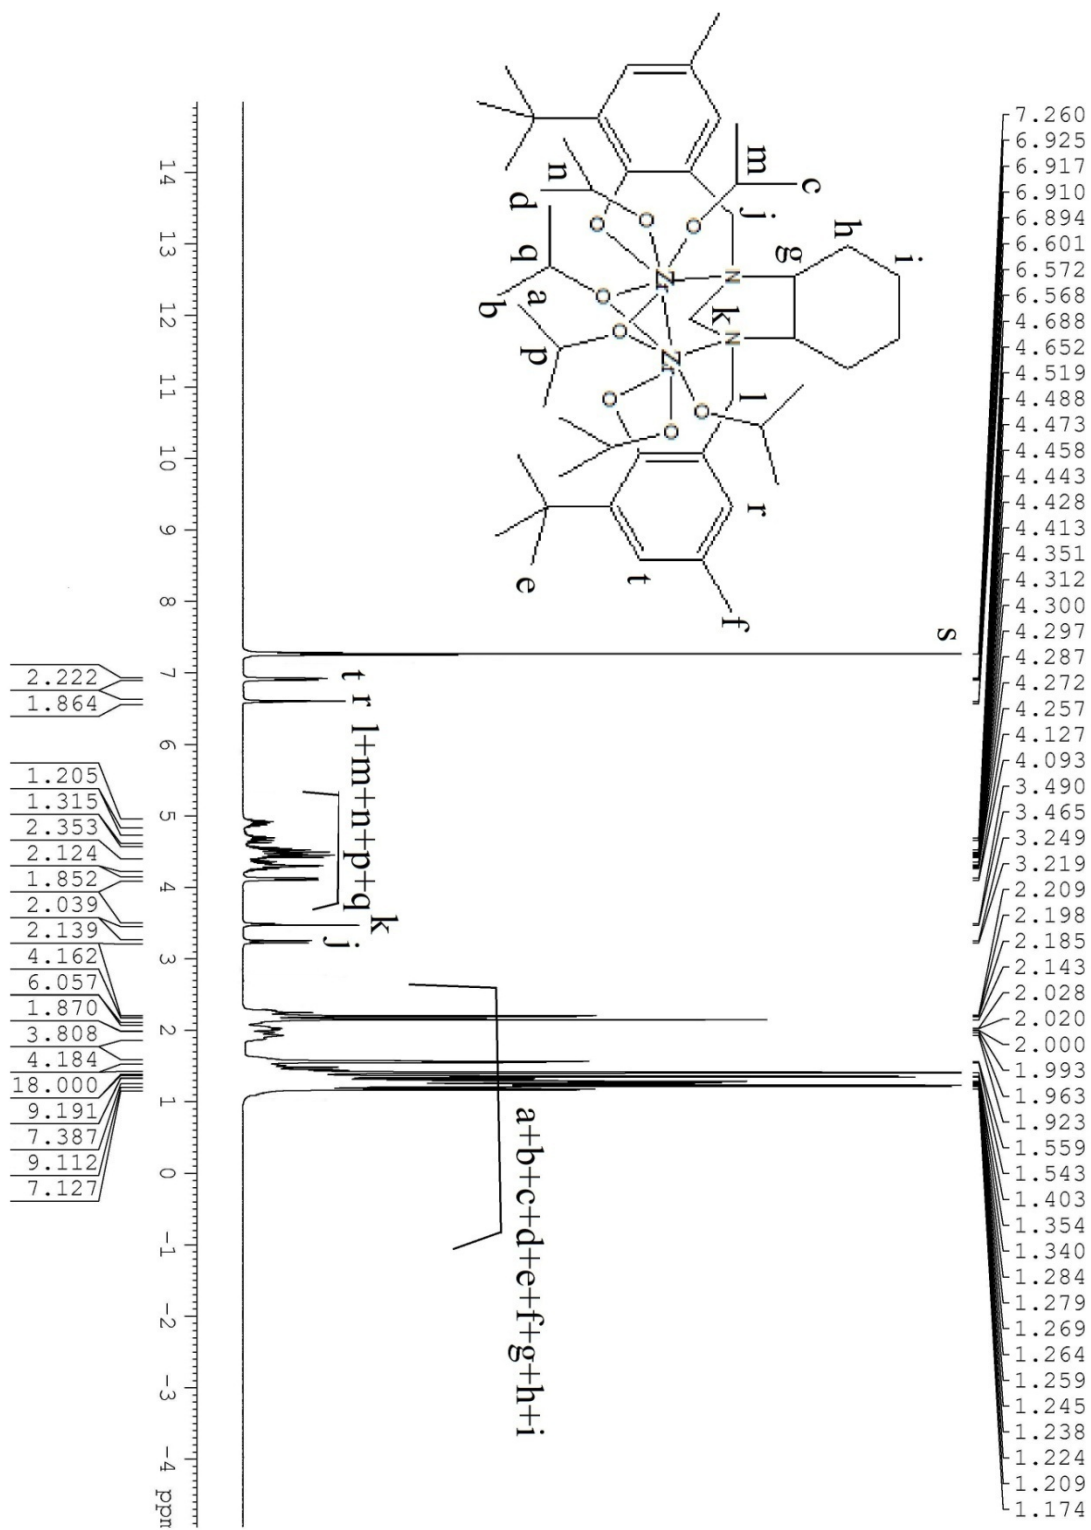 7.260
6.925
6.917
6.910
6.894
6.601
6.572
6.568
4.688
4.652
4.519
4.488
4.473
4.458
4.443
4.428
4.413
4.351
4.312
4.300
4.297
4.287
4.272
4.257
4.127
4.093
3.490
3.465
3.249
3.219
2.209
2.198
2.185
2.143
2.028
2.020
2.000
1.993
1.963
1.923
1.559
1.543
1.403
1.354
1.340
1.284
1.279
1.269
1.264
1.259
1.245
1.238
1.224
1.209
1.174
i
h
g
c
m
j
N
k
N
l
n
d
q
a
b
p
O
O
O
Zr
O
O
Zr
O
O
O
r
t
e
f
s
t r l+m+n+p+q k
j
a+b+c+d+e+f+g+h+i
14 13 12 11 10 9 8 7 6 5 4 3 2 1 0 -1 -2 -3 -4 ppm
2.222
1.864
1.205
1.315
2.353
2.124
1.852
2.039
2.139
4.162
6.057
1.870
3.808
4.184
18.000
9.191
7.387
9.112
7.127